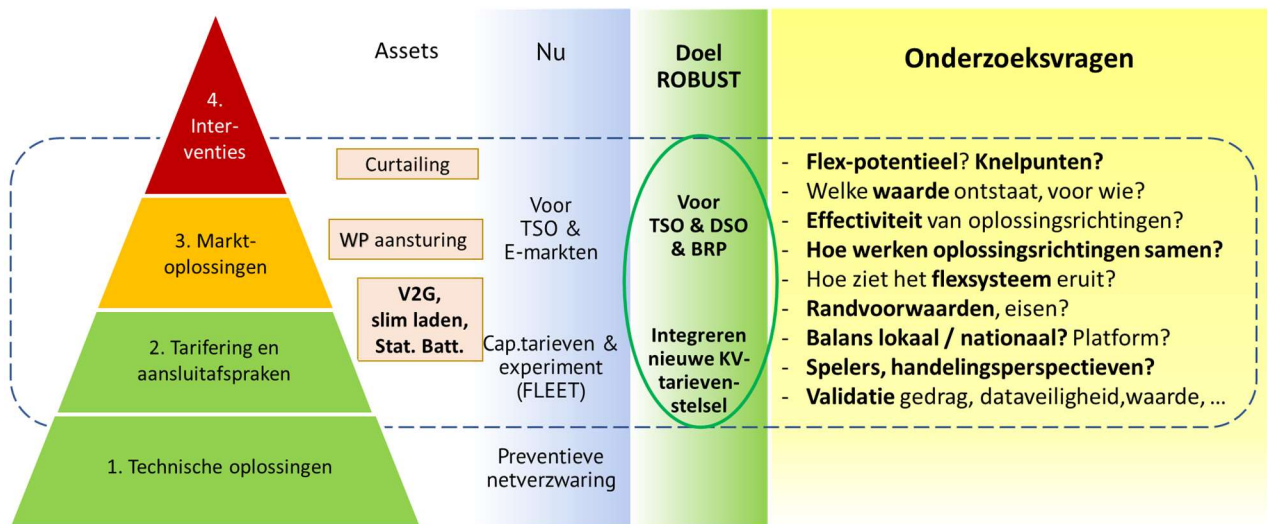 4.
Inter-
venties
3. Markt-
oplossingen
2. Tarifering en
aansluitafspraken
1. Technische oplossingen
Assets
Curtailing
WP aansturing
V2G,
slim laden,
Stat. Batt.
Nu
Voor
TSO &
E-markten
Cap.tarieven &
experiment
(FLEET)
Preventieve
netverzwaring
Doel
ROBUST
Voor
TSO & DSO
& BRP
Integreren
nieuwe KV-
tarieven-
stelsel
Onderzoeksvragen
- Flex-potentieel? Knelpunten?
- Welke waarde ontstaat, voor wie?
- Effectiviteit van oplossingsrichtingen?
- Hoe werken oplossingsrichtingen samen?
- Hoe ziet het flexsysteem eruit?
- Randvoorwaarden, eisen?
- Balans lokaal / nationaal? Platform?
- Spelers, handelingsperspectieven?
- Validatie gedrag, dataveiligheid,waarde, ...